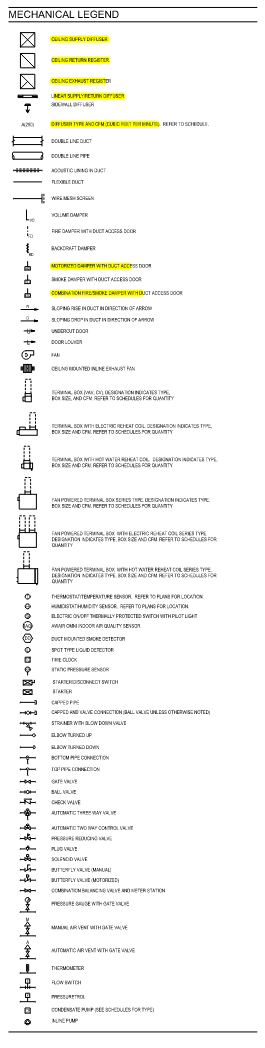 MECHANICAL LEGEND
CEILING SUPPLY DIFFUSER
CEILING RETURN REGISTER
CEILING EXHAUST REGISTER
LINEAR SUPPLY/RETURN DIFFUSER
SIDEWALL DIFFUSER
DIFFUSER TYPE AND CFM (CUBIC FEET PER MINUTE). REFER TO SCHEDULE.
DOUBLE LINE DUCT
DOUBLE LINE PIPE
ACOUSTIC LINING IN DUCT
FLEXIBLE DUCT
WIRE MESH SCREEN
VOLUME DAMPER
FIRE DAMPER WITH DUCT ACCESS DOOR
BACKDRAFT DAMPER
MOTORIZED DAMPER WITH DUCT ACCESS DOOR
SMOKE DAMPER WITH DUCT ACCESS DOOR
COMBINATION FIRE/SMOKE DAMPER WITH DUCT ACCESS DOOR
SLOPING RISE IN DUCT IN DIRECTION OF ARROW
SLOPING DROP IN DUCT IN DIRECTION OF ARROW
UNDERCUT DOOR
DOOR LOUVER
FAN
CEILING MOUNTED INLINE EXHAUST FAN
TERMINAL BOX (VAV, CV), DESIGNATION INDICATES TYPE,
BOX SIZE AND CFM, REFER TO SCHEDULES FOR QUANTITY
TERMINAL BOX WITH ELECTRIC REHEAT COIL, DESIGNATION INDICATES TYPE,
BOX SIZE AND CFM, REFER TO SCHEDULES FOR QUANTITY
TERMINAL BOX WITH HOT WATER REHEAT COIL, DESIGNATION INDICATES TYPE,
BOX SIZE AND CFM, REFER TO SCHEDULES FOR QUANTITY
FAN POWERED TERMINAL BOX SERIES TYPE, DESIGNATION INDICATES TYPE,
BOX SIZE AND CFM, REFER TO SCHEDULES FOR QUANTITY
FAN POWERED TERMINAL BOX WITH ELECTRIC REHEAT COIL SERIES TYPE,
DESIGNATION INDICATES TYPE, BOX SIZE AND CFM, REFER TO SCHEDULES FOR
QUANTITY
FAN POWERED TERMINAL BOX WITH HOT WATER REHEAT COIL SERIES TYPE,
DESIGNATION INDICATES TYPE, BOX SIZE AND CFM, REFER TO SCHEDULES FOR
QUANTITY
THERMOSTAT/TEMPERATURE SENSOR. REFER TO PLANS FOR LOCATION.
HUMIDISTAT/HUMIDITY SENSOR. REFER TO PLANS FOR LOCATION.
ELECTRIC ON/OFF THERMALLY PROTECTED SWITCH WITH PILOT LIGHT
AWAIR OMNI INDOOR AIR QUALITY SENSOR
DUCT MOUNTED SMOKE DETECTOR
SPOT TYPE LIQUID DETECTOR
TIME CLOCK
STATIC PRESSURE SENSOR
STARTER/DISCONNECT SWITCH
STARTER
CAPPED PIPE
CAPPED AND VALVE CONNECTION (BALL VALVE UNLESS OTHERWISE NOTED)
STRAINER WITH BLOW DOWN VALVE
ELBOW TURNED UP
ELBOW TURNED DOWN
BOTTOM PIPE CONNECTION
TOP PIPE CONNECTION
GATE VALVE
BALL VALVE
CHECK VALVE
AUTOMATIC THREE WAY VALVE
AUTOMATIC TWO WAY CONTROL VALVE
PRESSURE REDUCING VALVE
PLUG VALVE
SOLENOID VALVE
BUTTERFLY VALVE (MANUAL)
BUTTERFLY VALVE (MOTORIZED)
COMBINATION BALANCING VALVE AND METER STATION
PRESSURE GAUGE WITH GATE VALVE
MANUAL AIR VENT WITH GATE VALVE
AUTOMATIC AIR VENT WITH GATE VALVE
THERMOMETER
FLOW SWITCH
PRESSURETROL
CONDENSATE PUMP (SEE SCHEDULES FOR TYPE)
INLINE PUMP